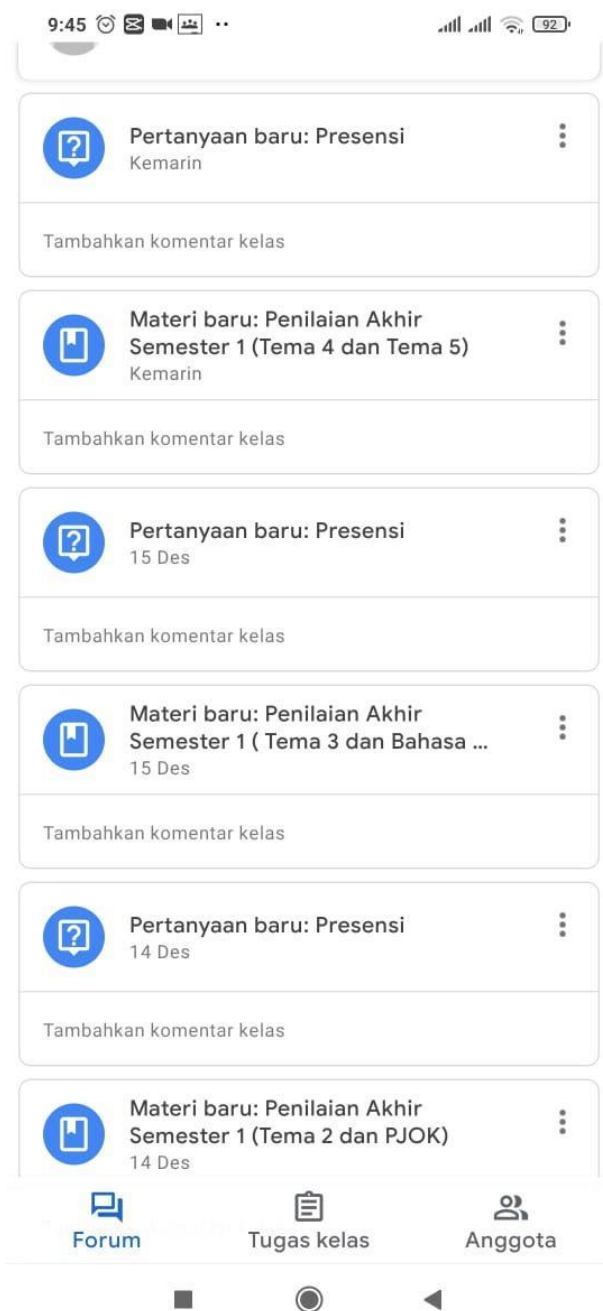 9:45
92
Pertanyaan baru: Presensi
Kemarin
Tambahkan komentar kelas
Materi baru: Penilaian Akhir
Semester 1 (Tema 4 dan Tema 5)
Kemarin
Tambahkan komentar kelas
Pertanyaan baru: Presensi
15 Des
Tambahkan komentar kelas
Materi baru: Penilaian Akhir
Semester 1 ( Tema 3 dan Bahasa ...
15 Des
Tambahkan komentar kelas
Pertanyaan baru: Presensi
14 Des
Tambahkan komentar kelas
Materi baru: Penilaian Akhir
Semester 1 (Tema 2 dan PJOK)
14 Des
Forum
Tugas kelas
Anggota